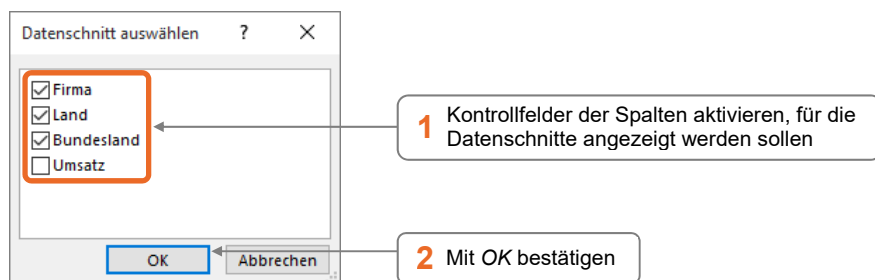 Datenschnitt auswählen ?
Firma
Land
Bundesland
Umsatz
1 Kontrollfelder der Spalten aktivieren, für die
Datenschnitte angezeigt werden sollen
OK Abbrechen
2 Mit OK bestätigen